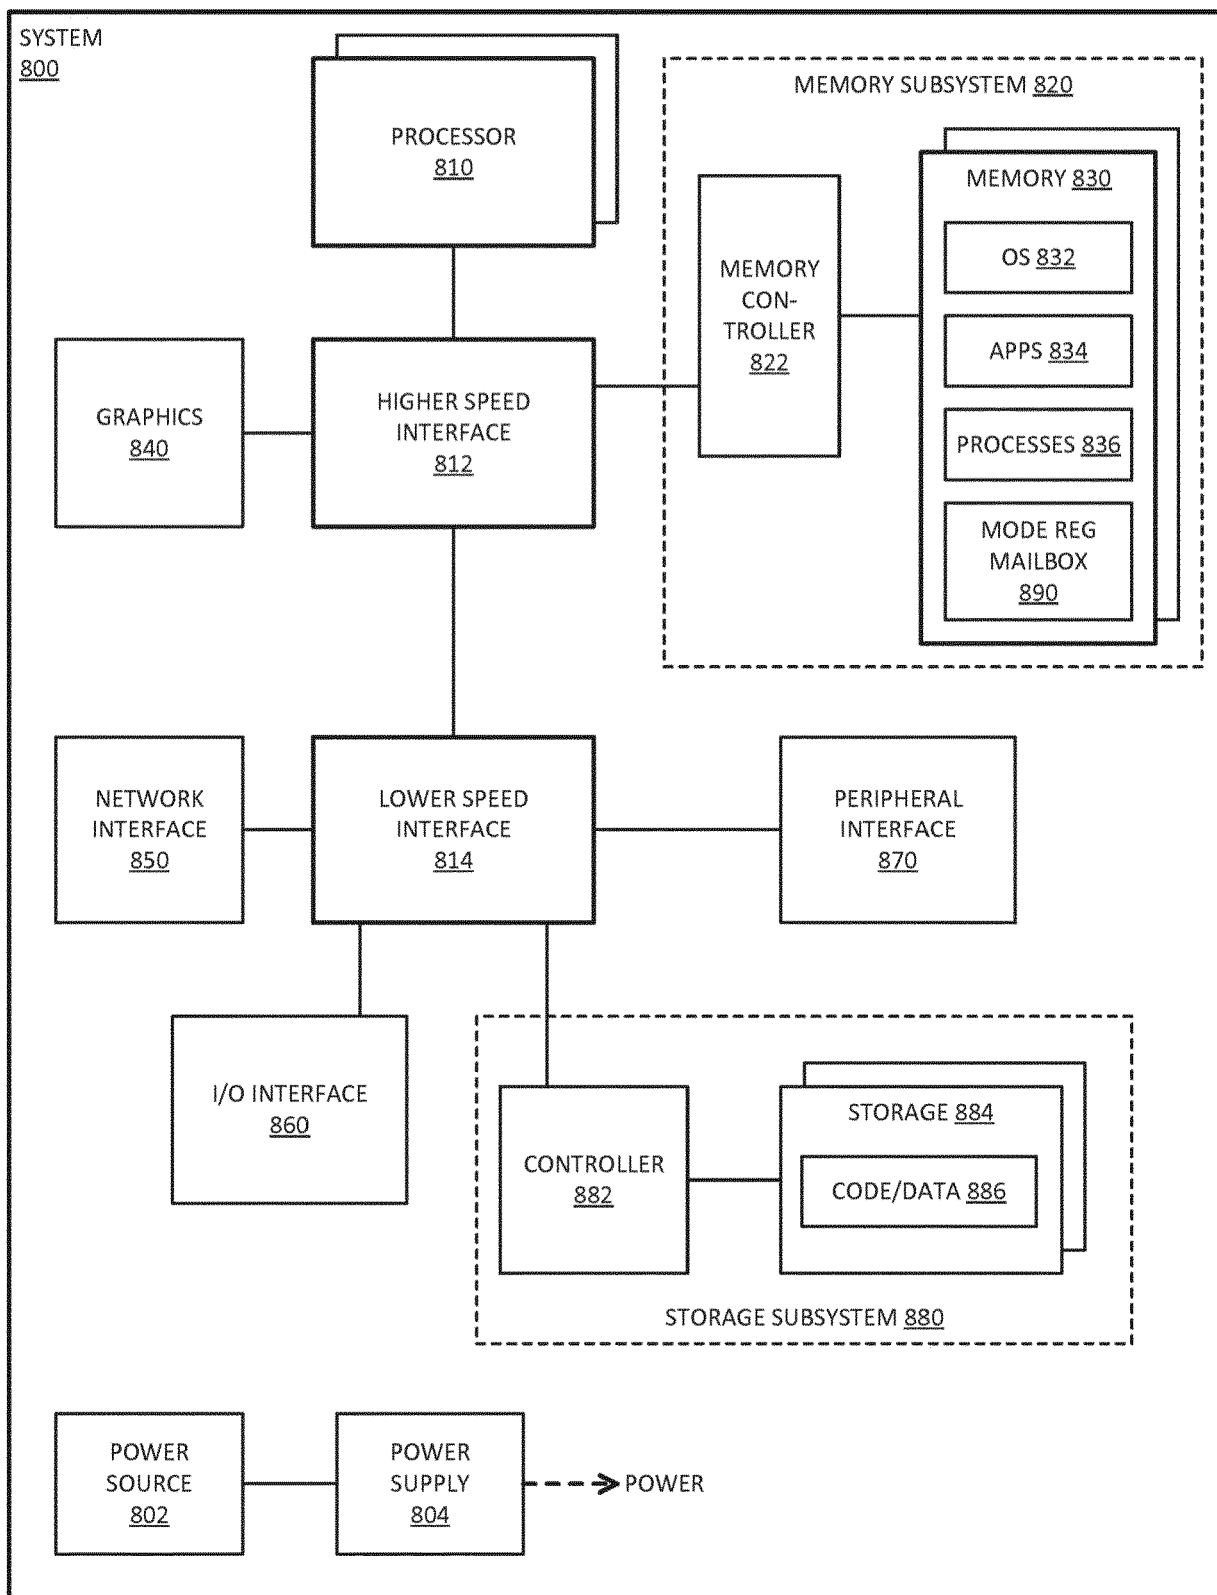 SYSTEM
800
PROCESSOR
810
MEMORY SUBSYSTEM 820
MEMORY
CON-
TROLLER
822
MEMORY 830
OS 832
APPS 834
PROCESSES 836
MODE REG
MAILBOX
890
GRAPHICS
840
HIGHER SPEED
INTERFACE
812
NETWORK
INTERFACE
850
LOWER SPEED
INTERFACE
814
PERIPHERAL
INTERFACE
870
I/O INTERFACE
860
CONTROLLER
882
STORAGE 884
CODE/DATA 886
STORAGE SUBSYSTEM 880
POWER
SOURCE
802
POWER
SUPPLY
804
POWER